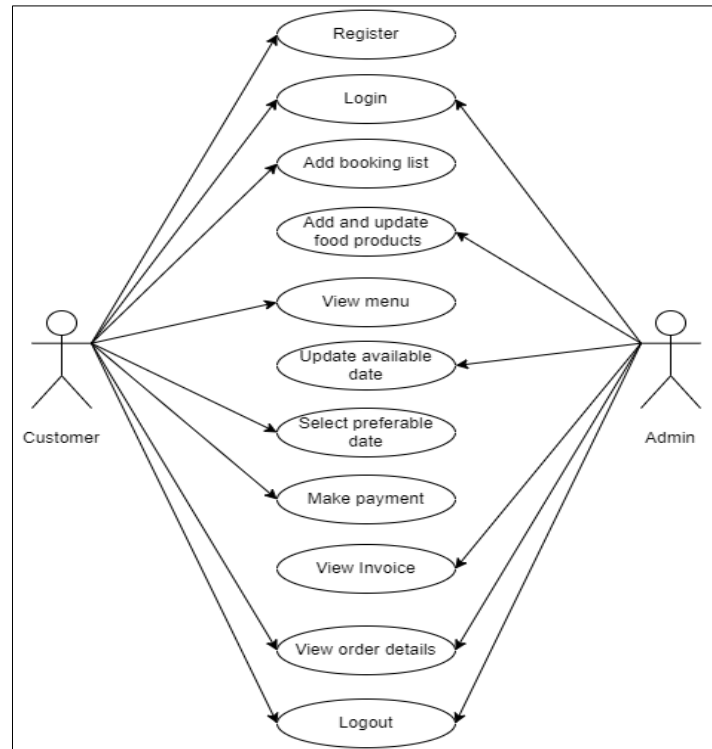 Register
Login
Add booking list
Add and update
food products
View menu
Update available
date
Select preferable
date
Customer
Admin
Make payment
View Invoice
View order details
Logout